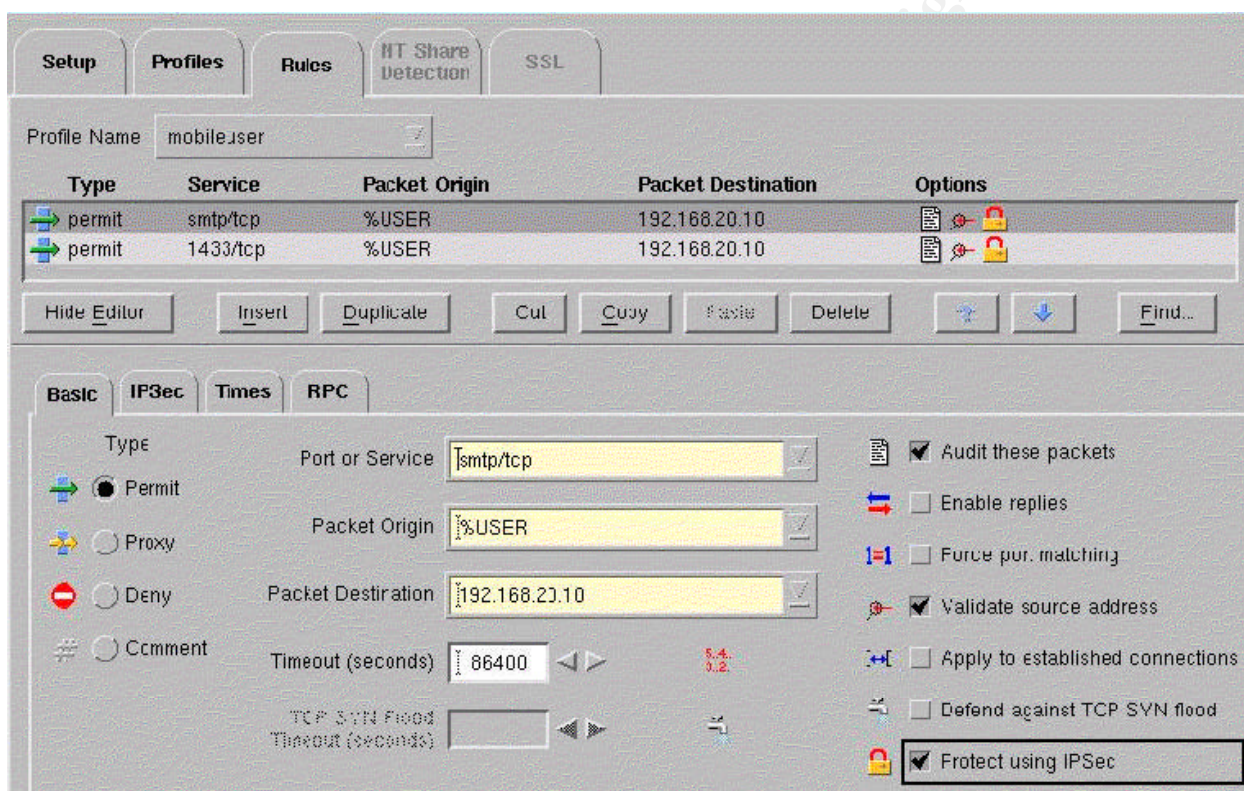 Setup Profiles Rules NT Share Detection SSL
Profile Name mobileuser
Type Service Packet Origin Packet Destination Options
permit smtp/tcp %USER 192.168.20.10
permit 1433/tcp %USER 192.168.20.10
Hide Editor Insert Duplicate Cut Copy Paste Delete Find...
Basic IPSec Times RPC
Type
Permit
Proxy
Deny
Comment
Port or Service smtp/tcp
Packet Origin %USER
Packet Destination 192.168.20.10
Timeout (seconds) 86400
TCP SYN Flood Timeout (seconds)
Audit these packets
Enable replies
1=1 Force port matching
Validate source address
Apply to established connections
Defend against TCP SYN flood
Protect using IPSec